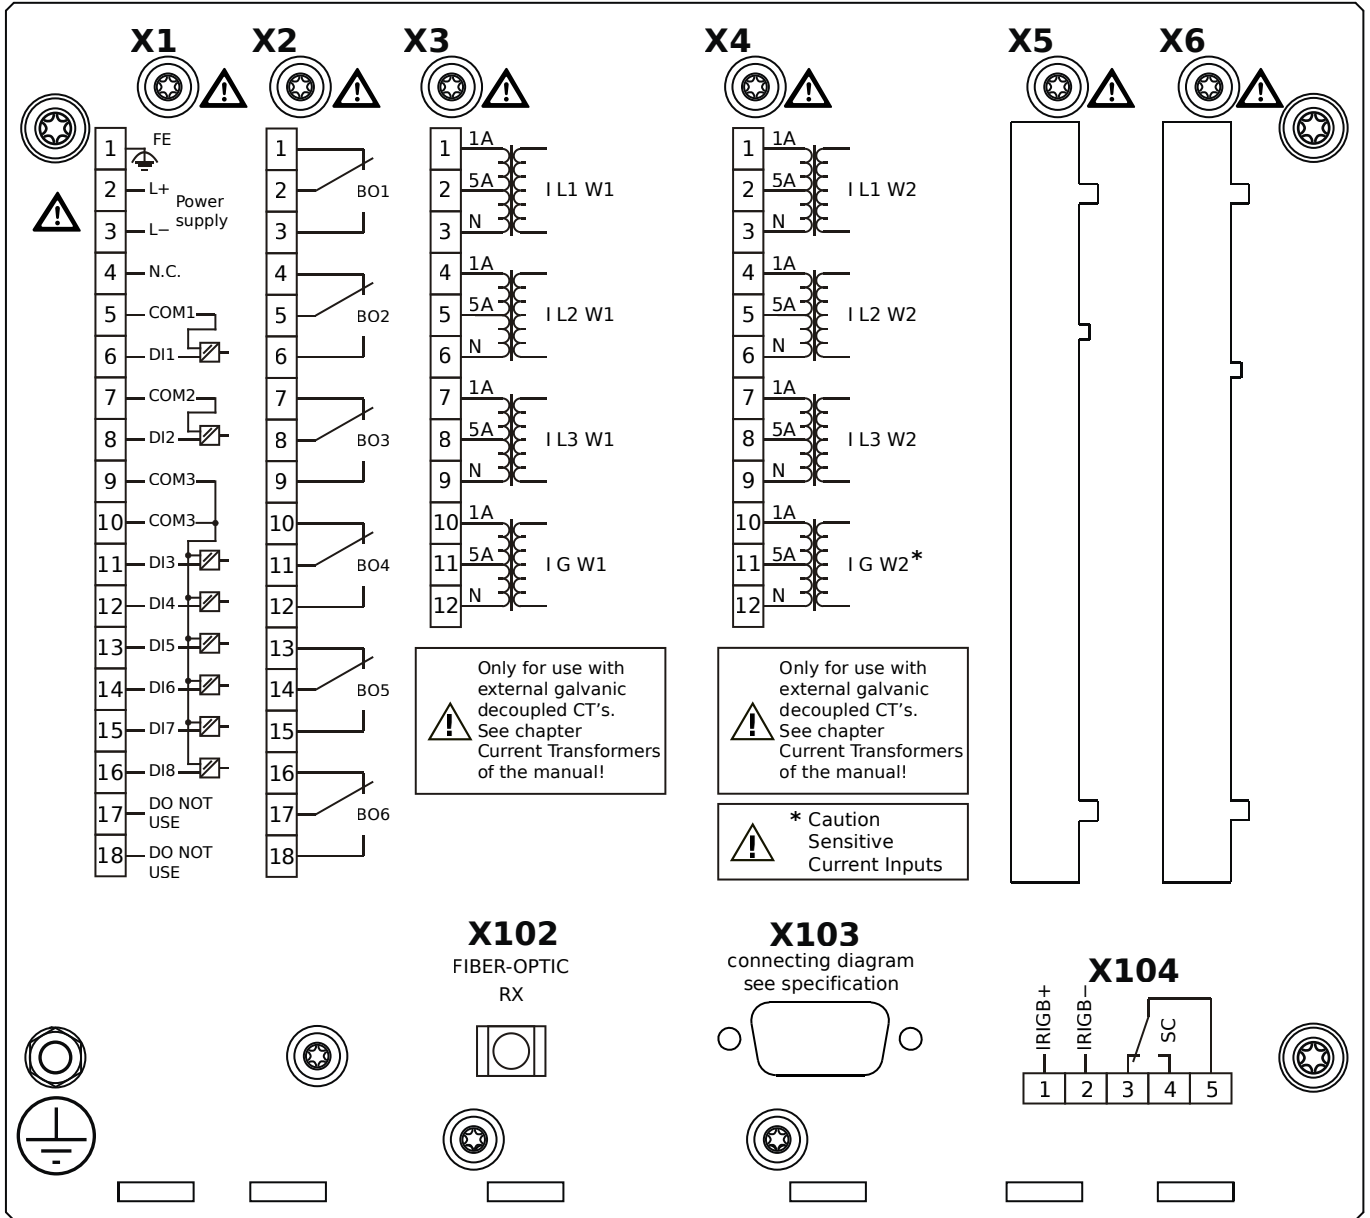 X1 X2 X3 X4 X5 X6
1 FE
2 L+
Power
supply
3 L−
4 N.C.
5 COM1
6 DI1
7 COM2
8 DI2
9 COM3
10 COM3
11 DI3
12 DI4
13 DI5
14 DI6
15 DI7
16 DI8
17 DO NOT
USE
18 DO NOT
USE
1
2 BO1
3
4
5 BO2
6
7
8 BO3
9
10
11 BO4
12
13
14 BO5
15
16
17 BO6
18
1 1A
2 5A I L1 W1
3 N
4 1A
5 5A I L2 W1
6 N
7 1A
8 5A I L3 W1
9 N
10 1A
11 5A I G W1
12 N
Only for use with
external galvanic
decoupled CT's.
See chapter
Current Transformers
of the manual!
1 1A
2 5A I L1 W2
3 N
4 1A
5 5A I L2 W2
6 N
7 1A
8 5A I L3 W2
9 N
10 1A
11 5A I G W2*
12 N
Only for use with
external galvanic
decoupled CT's.
See chapter
Current Transformers
of the manual!
* Caution
Sensitive
Current Inputs
X102
FIBER-OPTIC
RX
X103
connecting diagram
see specification
X104
IRIGB+
IRIGB−
SC
1 2 3 4 5